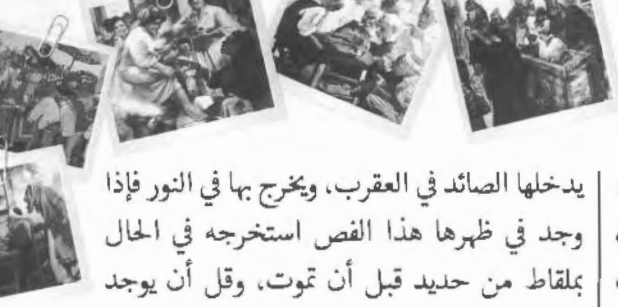 يدخلها الصائد في العقرب، ويخرج بها في النور فإذا
وجد في ظهرها هذا الفص استخرجه في الحال
بملقاط من حديد قبل أن تموت، وقل أن يوجد